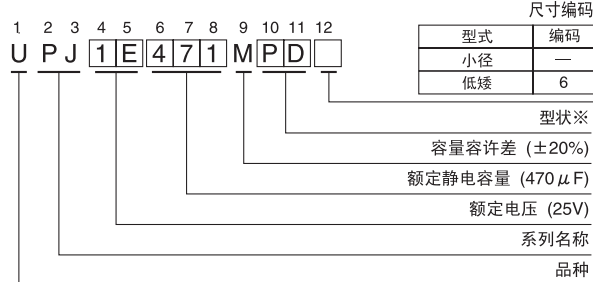 尺寸编码
1 2 3 4 5 6 7 8 9 10 11 12
U P J 1 E 4 7 1 M P D
型式 编码
小径 —
低矮 6
型状※
容量容许差 (±20%)
额定静电容量 (470μF)
额定电压 (25V)
系列名称
品种